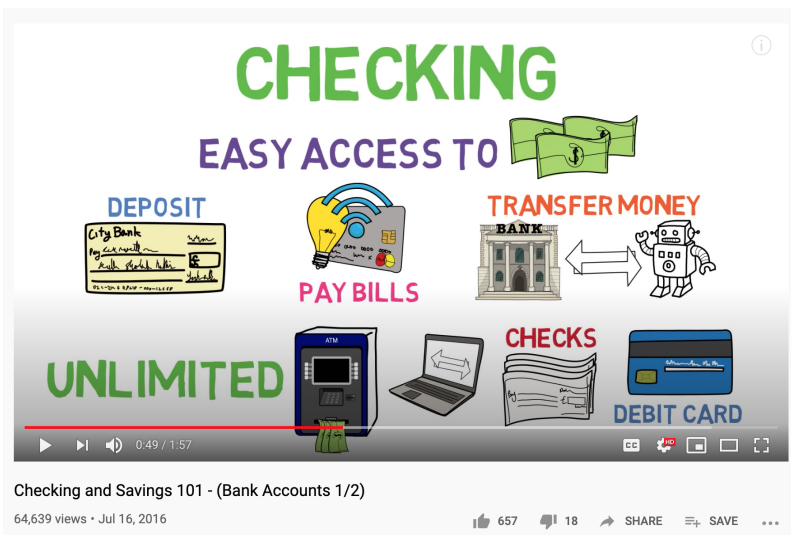 CHECKING
EASY ACCESS TO
DEPOSIT
City Bank
Pay
PAY BILLS
TRANSFER MONEY
BANK
UNLIMITED
ATM
CHECKS
Pay
DEBIT CARD
0:49 / 1:57
CC
HD
Checking and Savings 101 - (Bank Accounts 1/2)
64,639 views • Jul 16, 2016
657 18 SHARE SAVE